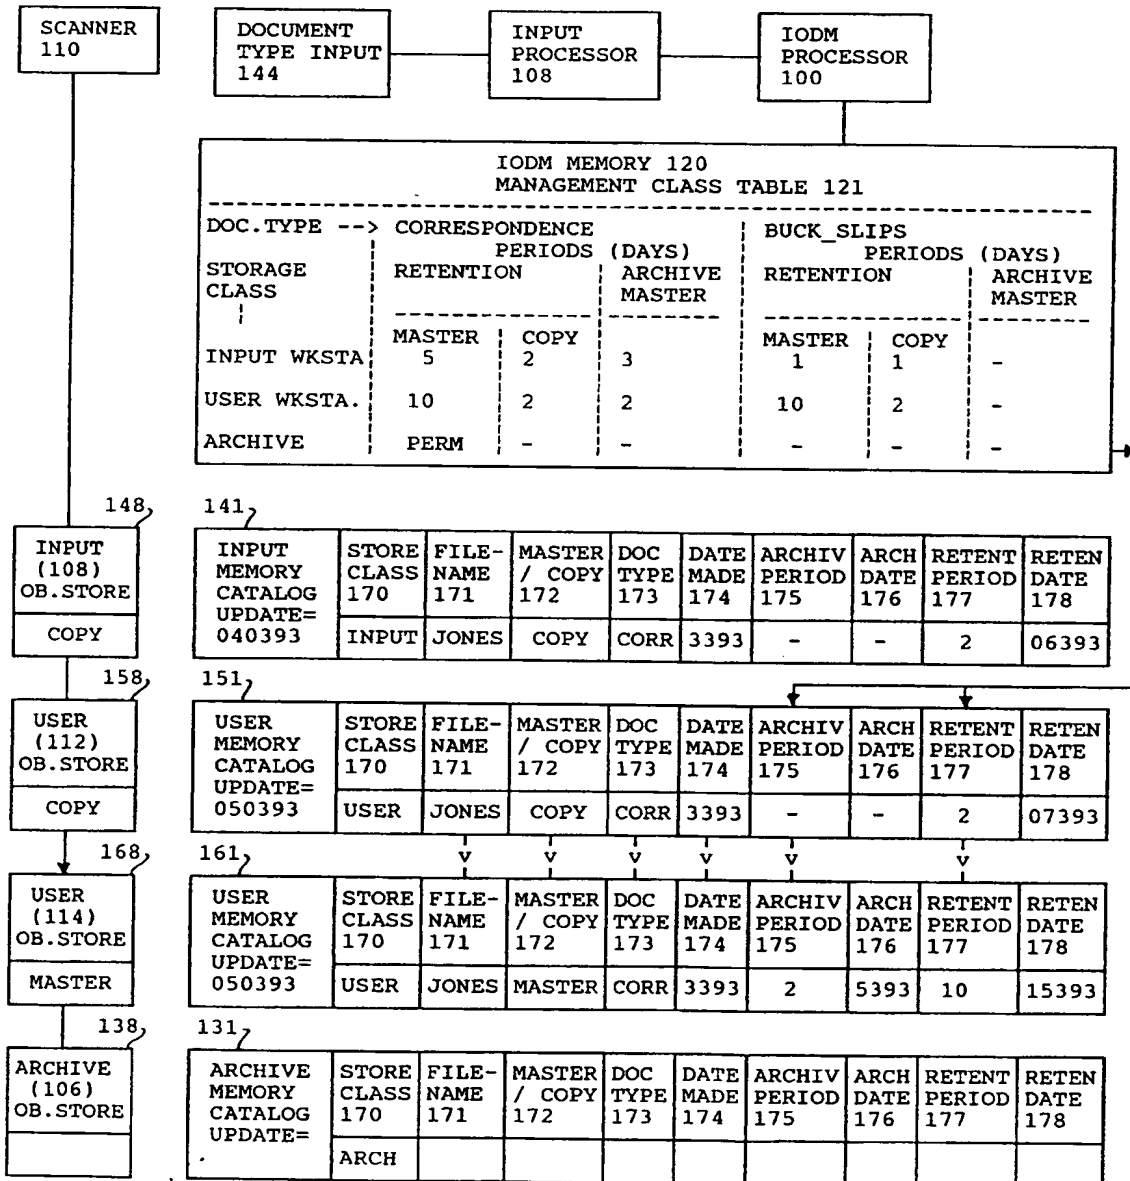 SCANNER
110
DOCUMENT
TYPE INPUT
144
INPUT
PROCESSOR
108
IODM
PROCESSOR
100
IODM MEMORY 120
MANAGEMENT CLASS TABLE 121
DOC.TYPE --> CORRESPONDENCE BUCK_SLIPS
PERIODS (DAYS) PERIODS (DAYS)
STORAGE RETENTION ARCHIVE RETENTION ARCHIVE
CLASS MASTER MASTER
MASTER COPY MASTER COPY
INPUT WKSTA 5 2 3 1 1 -
USER WKSTA. 10 2 2 10 2 -
ARCHIVE PERM - - - - -
148
INPUT
(108)
OB.STORE
COPY
141
INPUT STORE FILE- MASTER DOC DATE ARCHIV ARCH RETENT RETEN
MEMORY CLASS NAME / COPY TYPE MADE PERIOD DATE PERIOD DATE
CATALOG 170 171 172 173 174 175 176 177 178
UPDATE=
040393 INPUT JONES COPY CORR 3393 - - 2 06393
158
USER
(112)
OB.STORE
COPY
151
USER STORE FILE- MASTER DOC DATE ARCHIV ARCH RETENT RETEN
MEMORY CLASS NAME / COPY TYPE MADE PERIOD DATE PERIOD DATE
CATALOG 170 171 172 173 174 175 176 177 178
UPDATE=
050393 USER JONES COPY CORR 3393 - - 2 07393
v v v v v v
168
USER
(114)
OB.STORE
MASTER
161
USER STORE FILE- MASTER DOC DATE ARCHIV ARCH RETENT RETEN
MEMORY CLASS NAME / COPY TYPE MADE PERIOD DATE PERIOD DATE
CATALOG 170 171 172 173 174 175 176 177 178
UPDATE=
050393 USER JONES MASTER CORR 3393 2 5393 10 15393
138
ARCHIVE
(106)
OB.STORE
131
ARCHIVE STORE FILE- MASTER DOC DATE ARCHIV ARCH RETENT RETEN
MEMORY CLASS NAME / COPY TYPE MADE PERIOD DATE PERIOD DATE
CATALOG 170 171 172 173 174 175 176 177 178
UPDATE=
ARCH